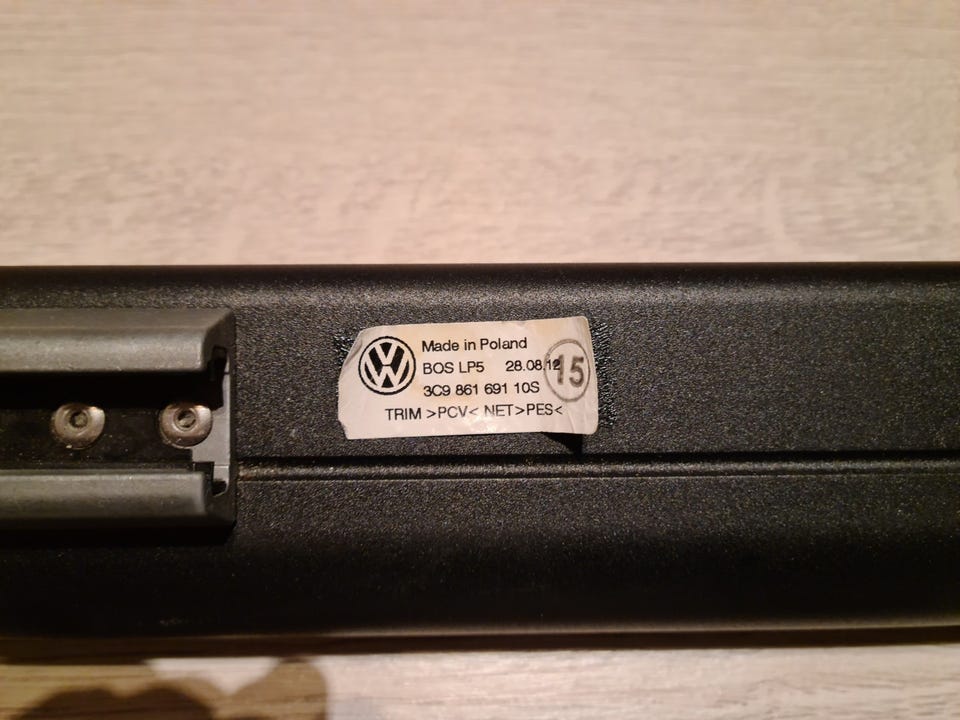 Made in Poland
BOS LP5 28.08.12
15
3C9 861 691 10S
TRIM >PCV< NET>PES<